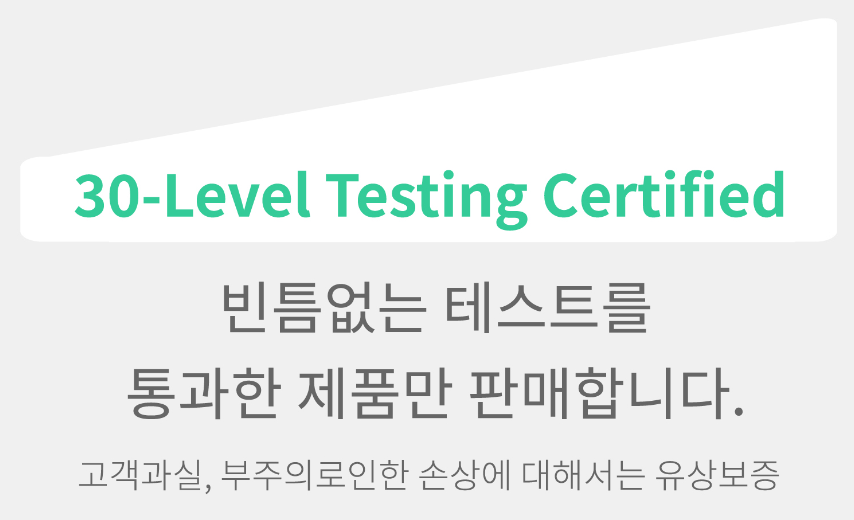 30-Level Testing Certified
빈틈없는 테스트를
통과한 제품만 판매합니다.
고객과실, 부주의로인한 손상에 대해서는 유상보증